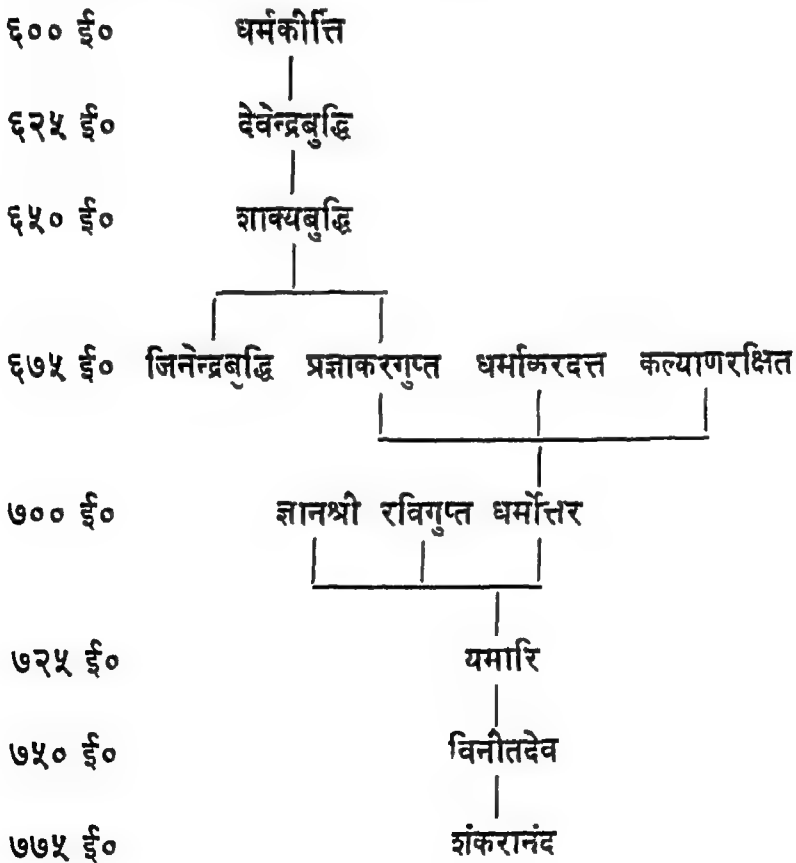 ६०० ई० धर्मकीर्त्ति
६२५ ई० देवेन्द्रबुद्धि
६५० ई० शाक्यबुद्धि
६७५ ई० जिनेन्द्रबुद्धि प्रज्ञाकरगुप्त धर्माकरदत्त कल्याणरक्षित
७०० ई० ज्ञानश्री रविगुप्त धर्मोत्तर
७२५ ई० यमारि
७५० ई० विनीतदेव
७७५ ई० शंकरानंद